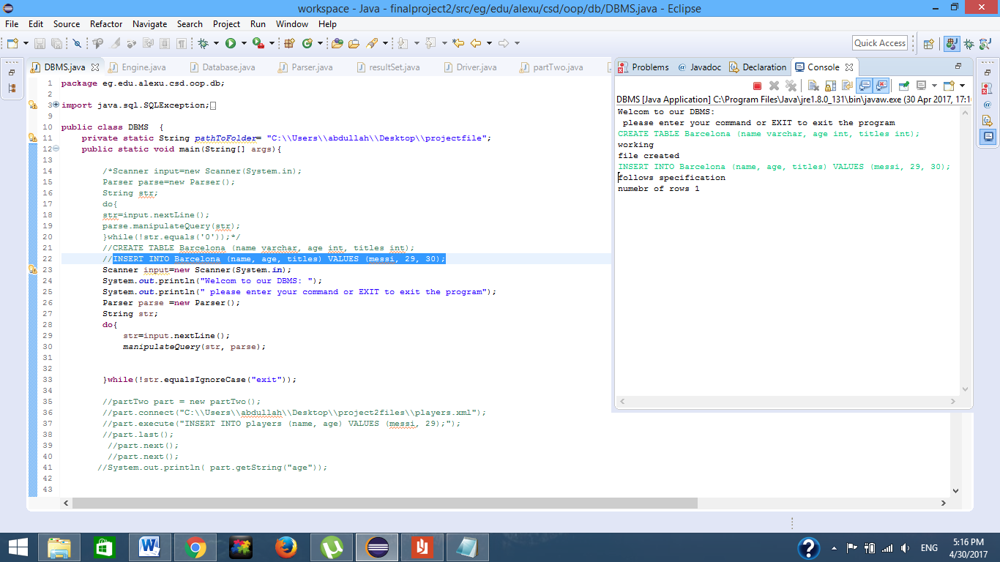 workspace - Java - finalproject2/src/eg/edu/alexu/csd/oop/db/DBMS.java - Eclipse
File Edit Source Refactor Navigate Search Project Run Window Help
Quick Access
DBMS.java Engine.java Database.java Parser.java resultSet.java Driver.java partTwo.java
1 package eg.edu.alexu.csd.oop.db;
2
3 import java.sql.SQLException;
9
10 public class DBMS {
11 private static String pathToFolder= "C:\\Users\\abdullah\\Desktop\\projectfile";
12 public static void main(String[] args){
13
14 /*Scanner input=new Scanner(System.in);
15 Parser parse=new Parser();
16 String str;
17 do{
18 str=input.nextLine();
19 parse.manipulateQuery(str);
20 }while(!str.equals('0'));*/
21 //CREATE TABLE Barcelona (name varchar, age int, titles int);
22 //INSERT INTO Barcelona (name, age, titles) VALUES (messi, 29, 30);
23 Scanner input=new Scanner(System.in);
24 System.out.println("Welcom to our DBMS: ");
25 System.out.println(" please enter your command or EXIT to exit the program");
26 Parser parse =new Parser();
27 String str;
28 do{
29 str=input.nextLine();
30 manipulateQuery(str, parse);
31
32
33 }while(!str.equalsIgnoreCase("exit"));
34
35 //partTwo part = new partTwo();
36 //part.connect("C:\\Users\\abdullah\\Desktop\\project2files\\players.xml");
37 //part.execute("INSERT INTO players (name, age) VALUES (messi, 29);");
38 //part.last();
39 //part.next();
40 //part.next();
41 //System.out.println( part.getString("age"));
42
43
Problems @ Javadoc Declaration Console
DBMS [Java Application] C:\Program Files\Java\jre1.8.0_131\bin\javaw.exe (30 Apr 2017, 17:1
Welcom to our DBMS:
please enter your command or EXIT to exit the program
CREATE TABLE Barcelona (name varchar, age int, titles int);
working
file created
INSERT INTO Barcelona (name, age, titles) VALUES (messi, 29, 30);
follows specification
numebr of rows 1
ENG
5:16 PM
4/30/2017